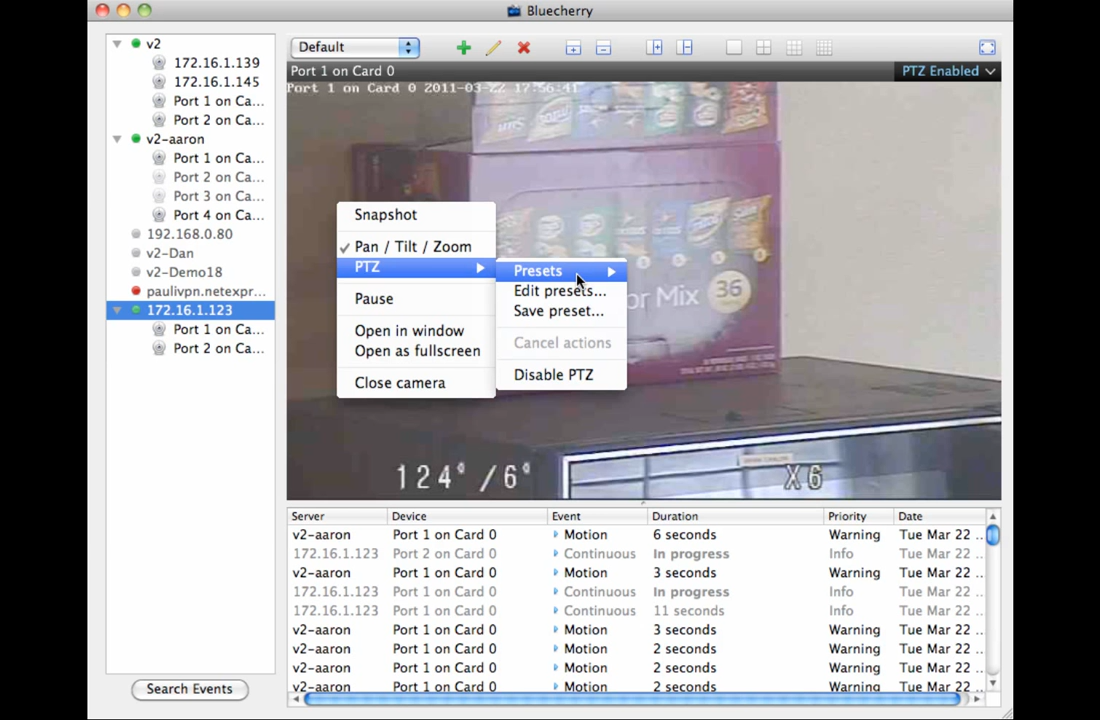 Bluecherry
v2
172.16.1.139
172.16.1.145
Port 1 on Ca...
Port 2 on Ca...
v2-aaron
Port 1 on Ca...
Port 2 on Ca...
Port 3 on Ca...
Port 4 on Ca...
192.168.0.80
v2-Dan
v2-Demo18
paulivpn.netexpr...
172.16.1.123
Port 1 on Ca...
Port 2 on Ca...
Search Events
Default
Port 1 on Card 0 PTZ Enabled
Port 1 on Card 0 2011-03-22 17:56:41
Snapshot
Pan / Tilt / Zoom
PTZ
Pause
Open in window
Open as fullscreen
Close camera
Presets
Edit presets...
Save preset...
Cancel actions
Disable PTZ
or Mix 36
124° /6° X6
Server Device Event Duration Priority Date
v2-aaron Port 1 on Card 0 Motion 6 seconds Warning Tue Mar 22 ..
172.16.1.123 Port 2 on Card 0 Continuous In progress Info Tue Mar 22 ..
v2-aaron Port 1 on Card 0 Motion 3 seconds Warning Tue Mar 22 ..
172.16.1.123 Port 1 on Card 0 Continuous In progress Info Tue Mar 22 ..
172.16.1.123 Port 1 on Card 0 Continuous 11 seconds Info Tue Mar 22 ..
v2-aaron Port 1 on Card 0 Motion 3 seconds Warning Tue Mar 22 ..
v2-aaron Port 1 on Card 0 Motion 2 seconds Warning Tue Mar 22 ..
v2-aaron Port 1 on Card 0 Motion 2 seconds Warning Tue Mar 22 ..
v2-aaron Port 1 on Card 0 Motion 2 seconds Warning Tue Mar 22 ..